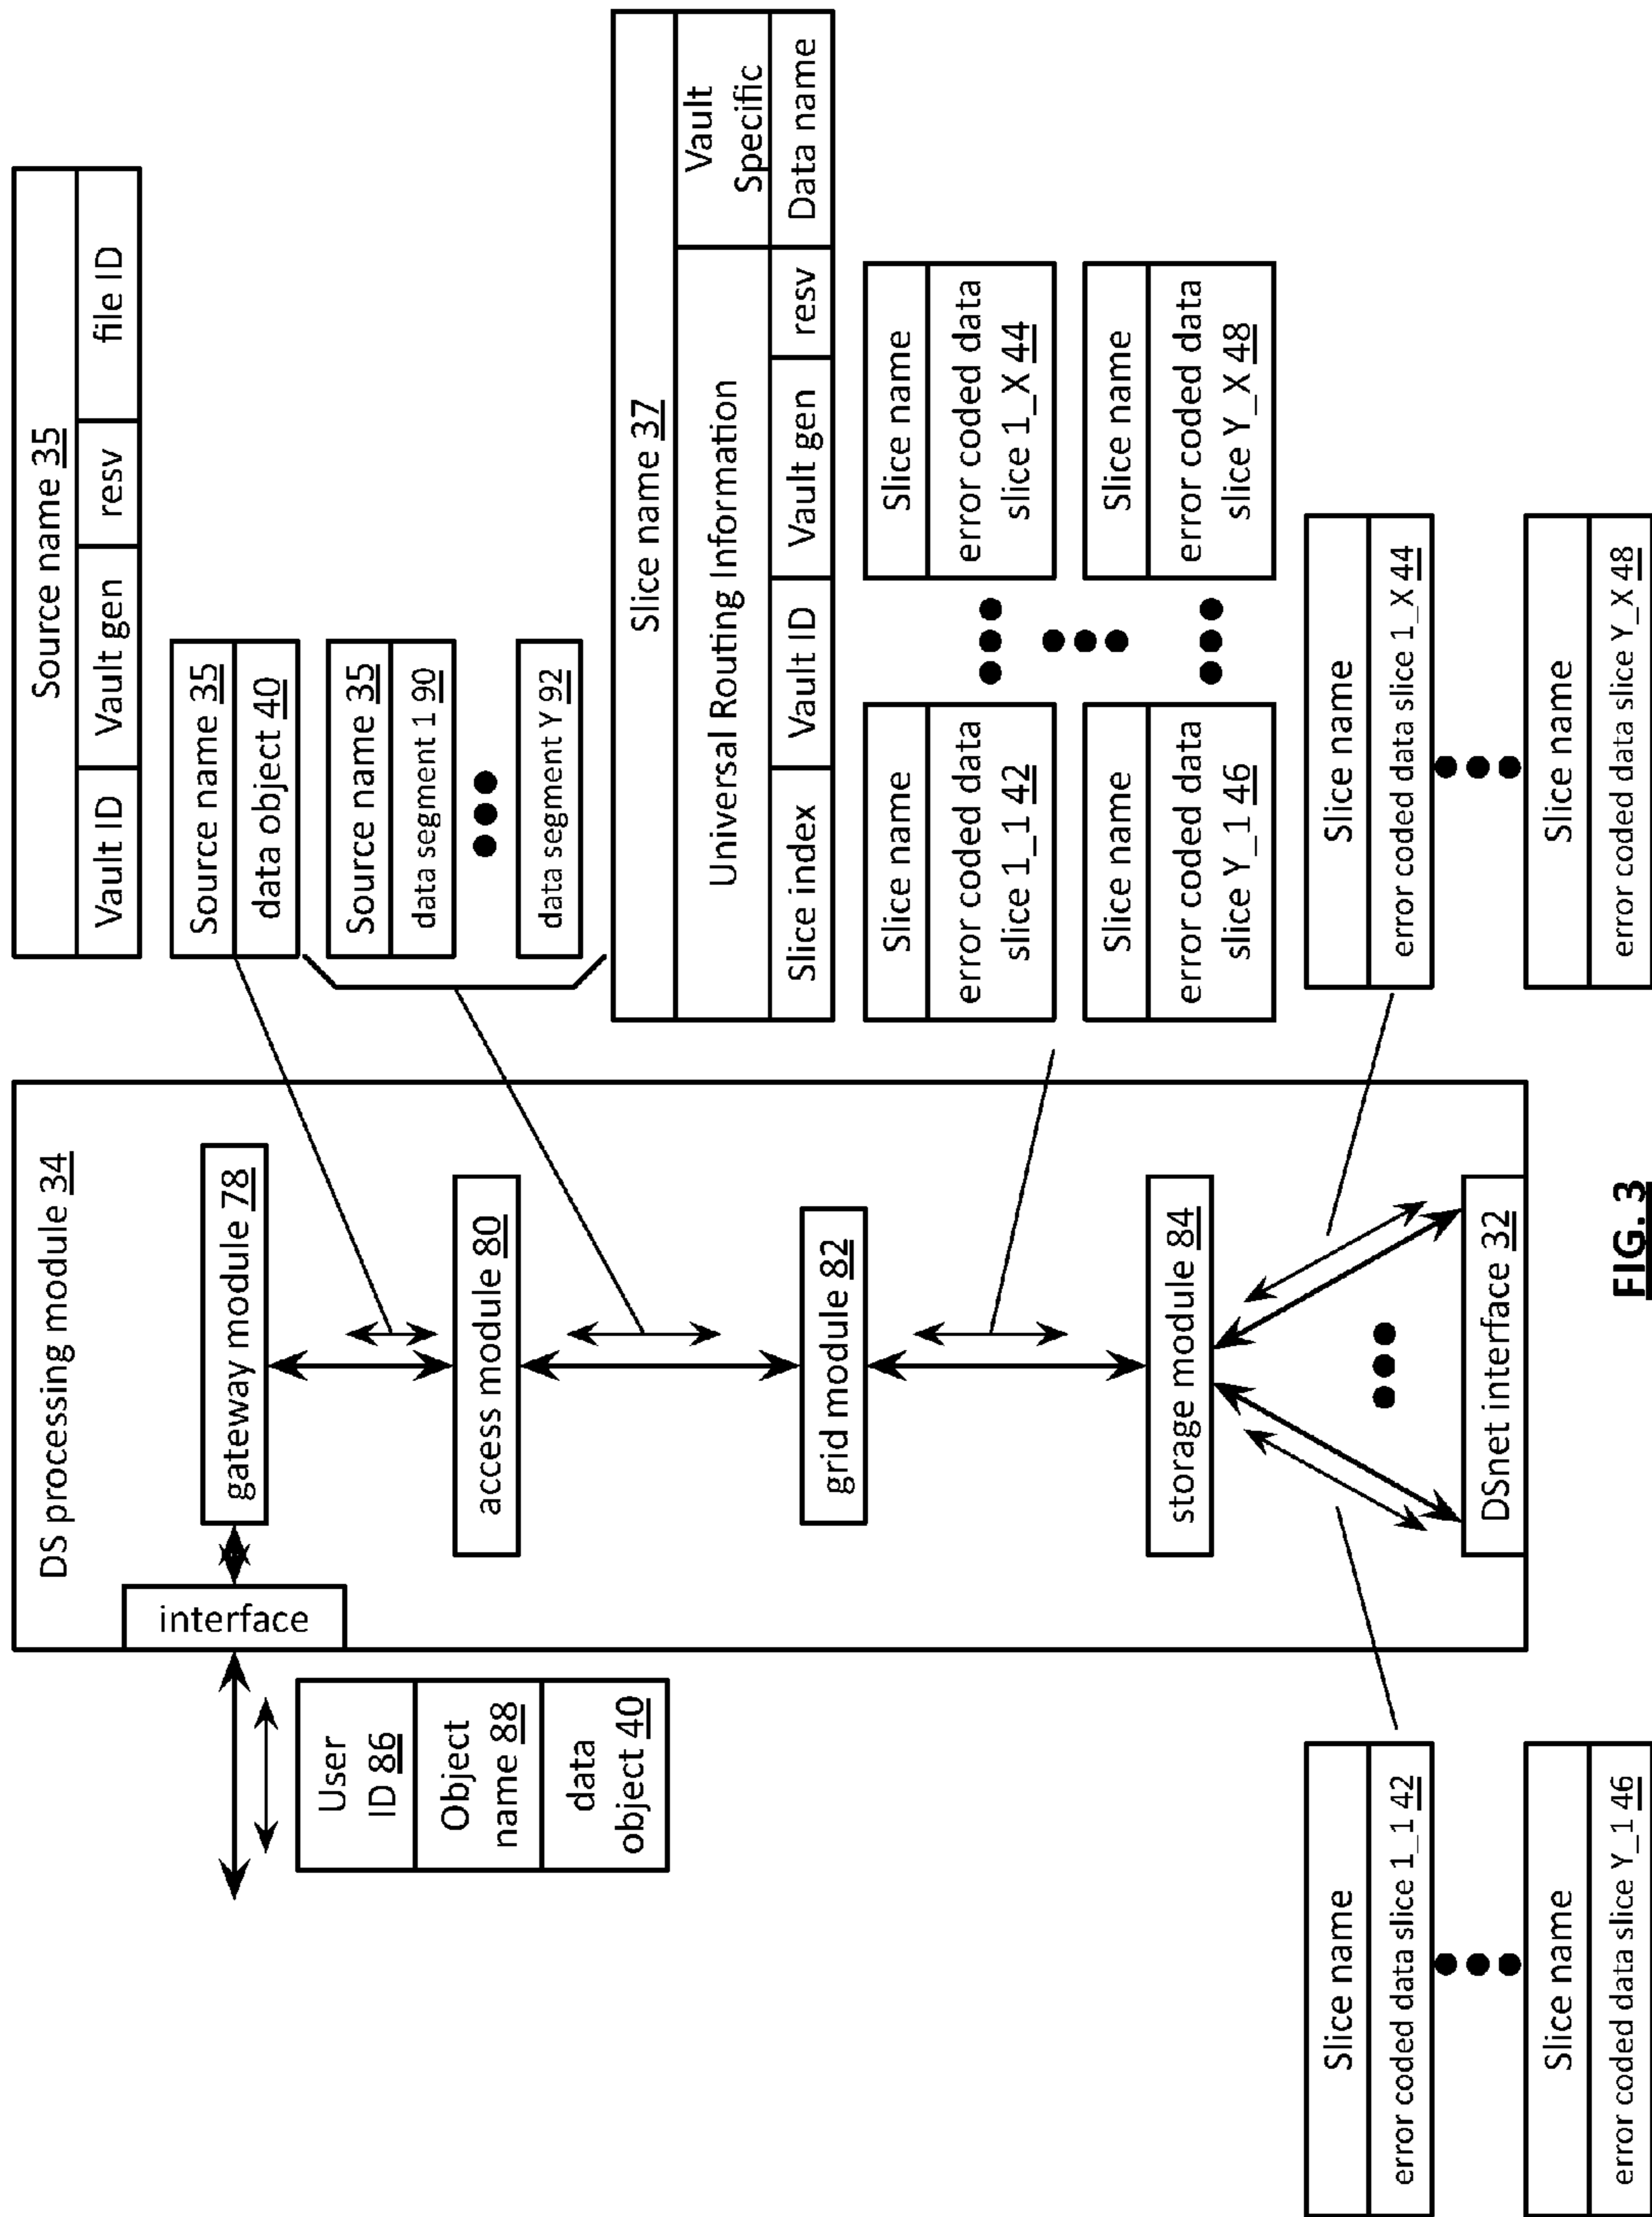 DS processing module 34
interface
gateway module 78
access module 80
grid module 82
storage module 84
DSnet interface 32
User
ID 86
Object
name 88
data
object 40
Source name 35
Vault ID
Vault gen
resv
file ID
Source name 35
data object 40
Source name 35
data segment 1 90
data segment Y 92
Slice name 37
Universal Routing Information
Vault
Specific
Slice index
Vault ID
Vault gen
resv
Data name
Slice name
error coded data
slice 1_1 42
Slice name
error coded data
slice 1_X 44
Slice name
error coded data
slice Y_1 46
Slice name
error coded data
slice Y_X 48
Slice name
error coded data slice 1_1 42
Slice name
error coded data slice Y_1 46
Slice name
error coded data slice 1_X 44
Slice name
error coded data slice Y_X 48
FIG. 3